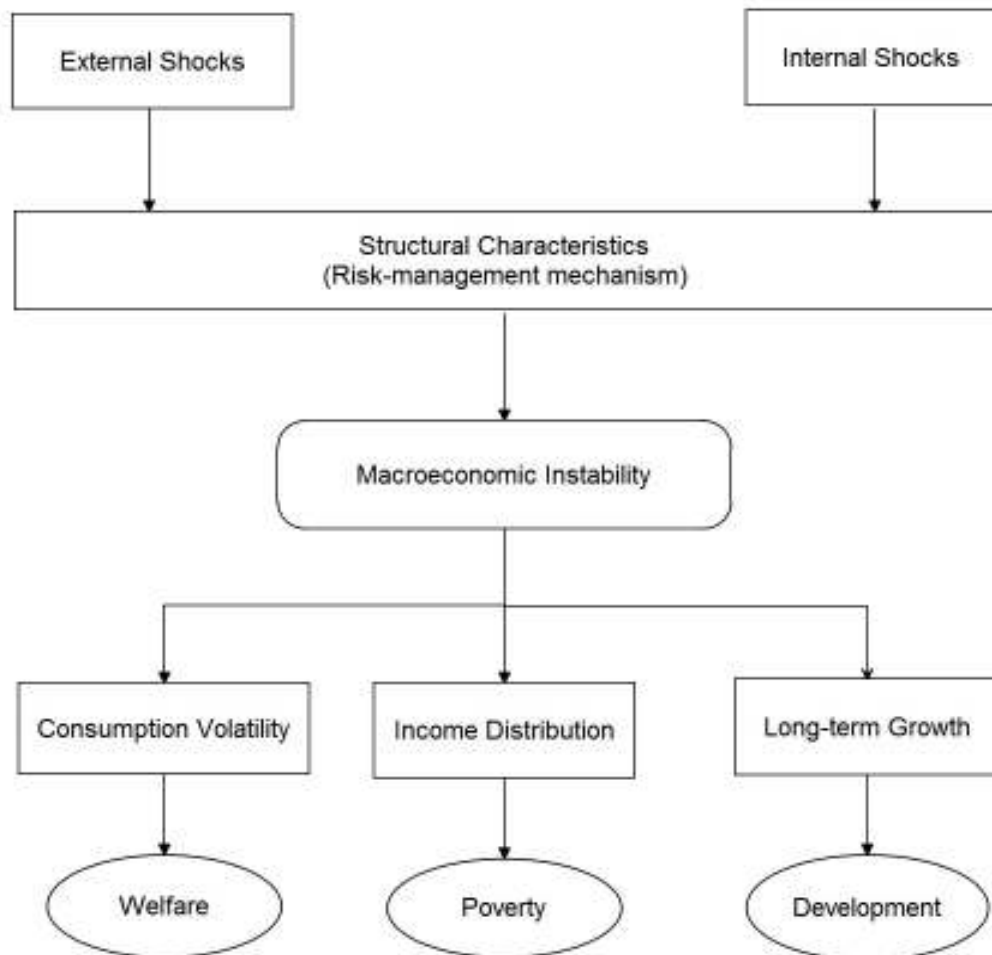 External Shocks
Internal Shocks
Structural Characteristics
(Risk-management mechanism)
Macroeconomic Instability
Consumption Volatility
Income Distribution
Long-term Growth
Welfare
Poverty
Development